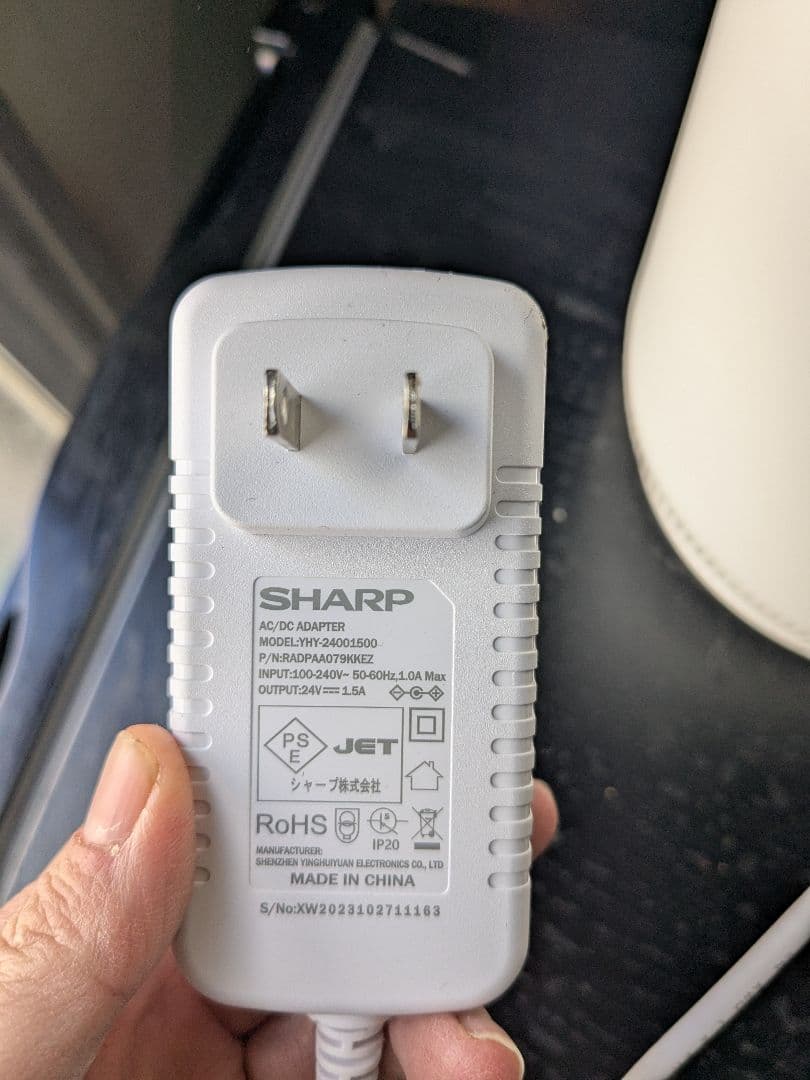 SHARP
AC/DC ADAPTER
MODEL:YHY-24001500
P/N:RADPAA079KKEZ
INPUT:100-240V~ 50-60Hz,1.0A Max
OUTPUT:24V⎓1.5A
PS
E
JET
シャープ株式会社
RoHS
IP20
MANUFACTURER:
SHENZHEN YINGHUIYUAN ELECTRONICS CO., LTD
MADE IN CHINA
S/No:XW2023102711163